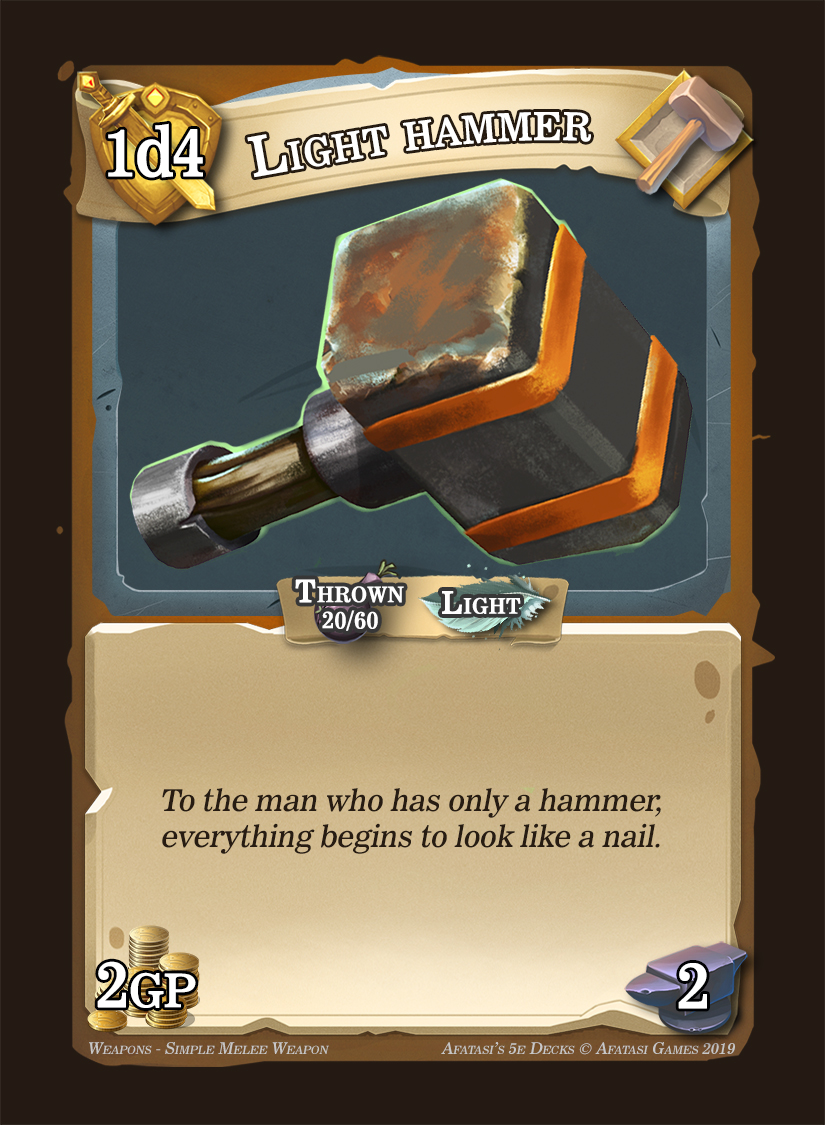 1d4
Light hammer
Thrown
20/60
Light
To the man who has only a hammer,
everything begins to look like a nail.
2GP
2
Weapons - Simple Melee Weapon
Afatasi's 5e Decks © Afatasi Games 2019